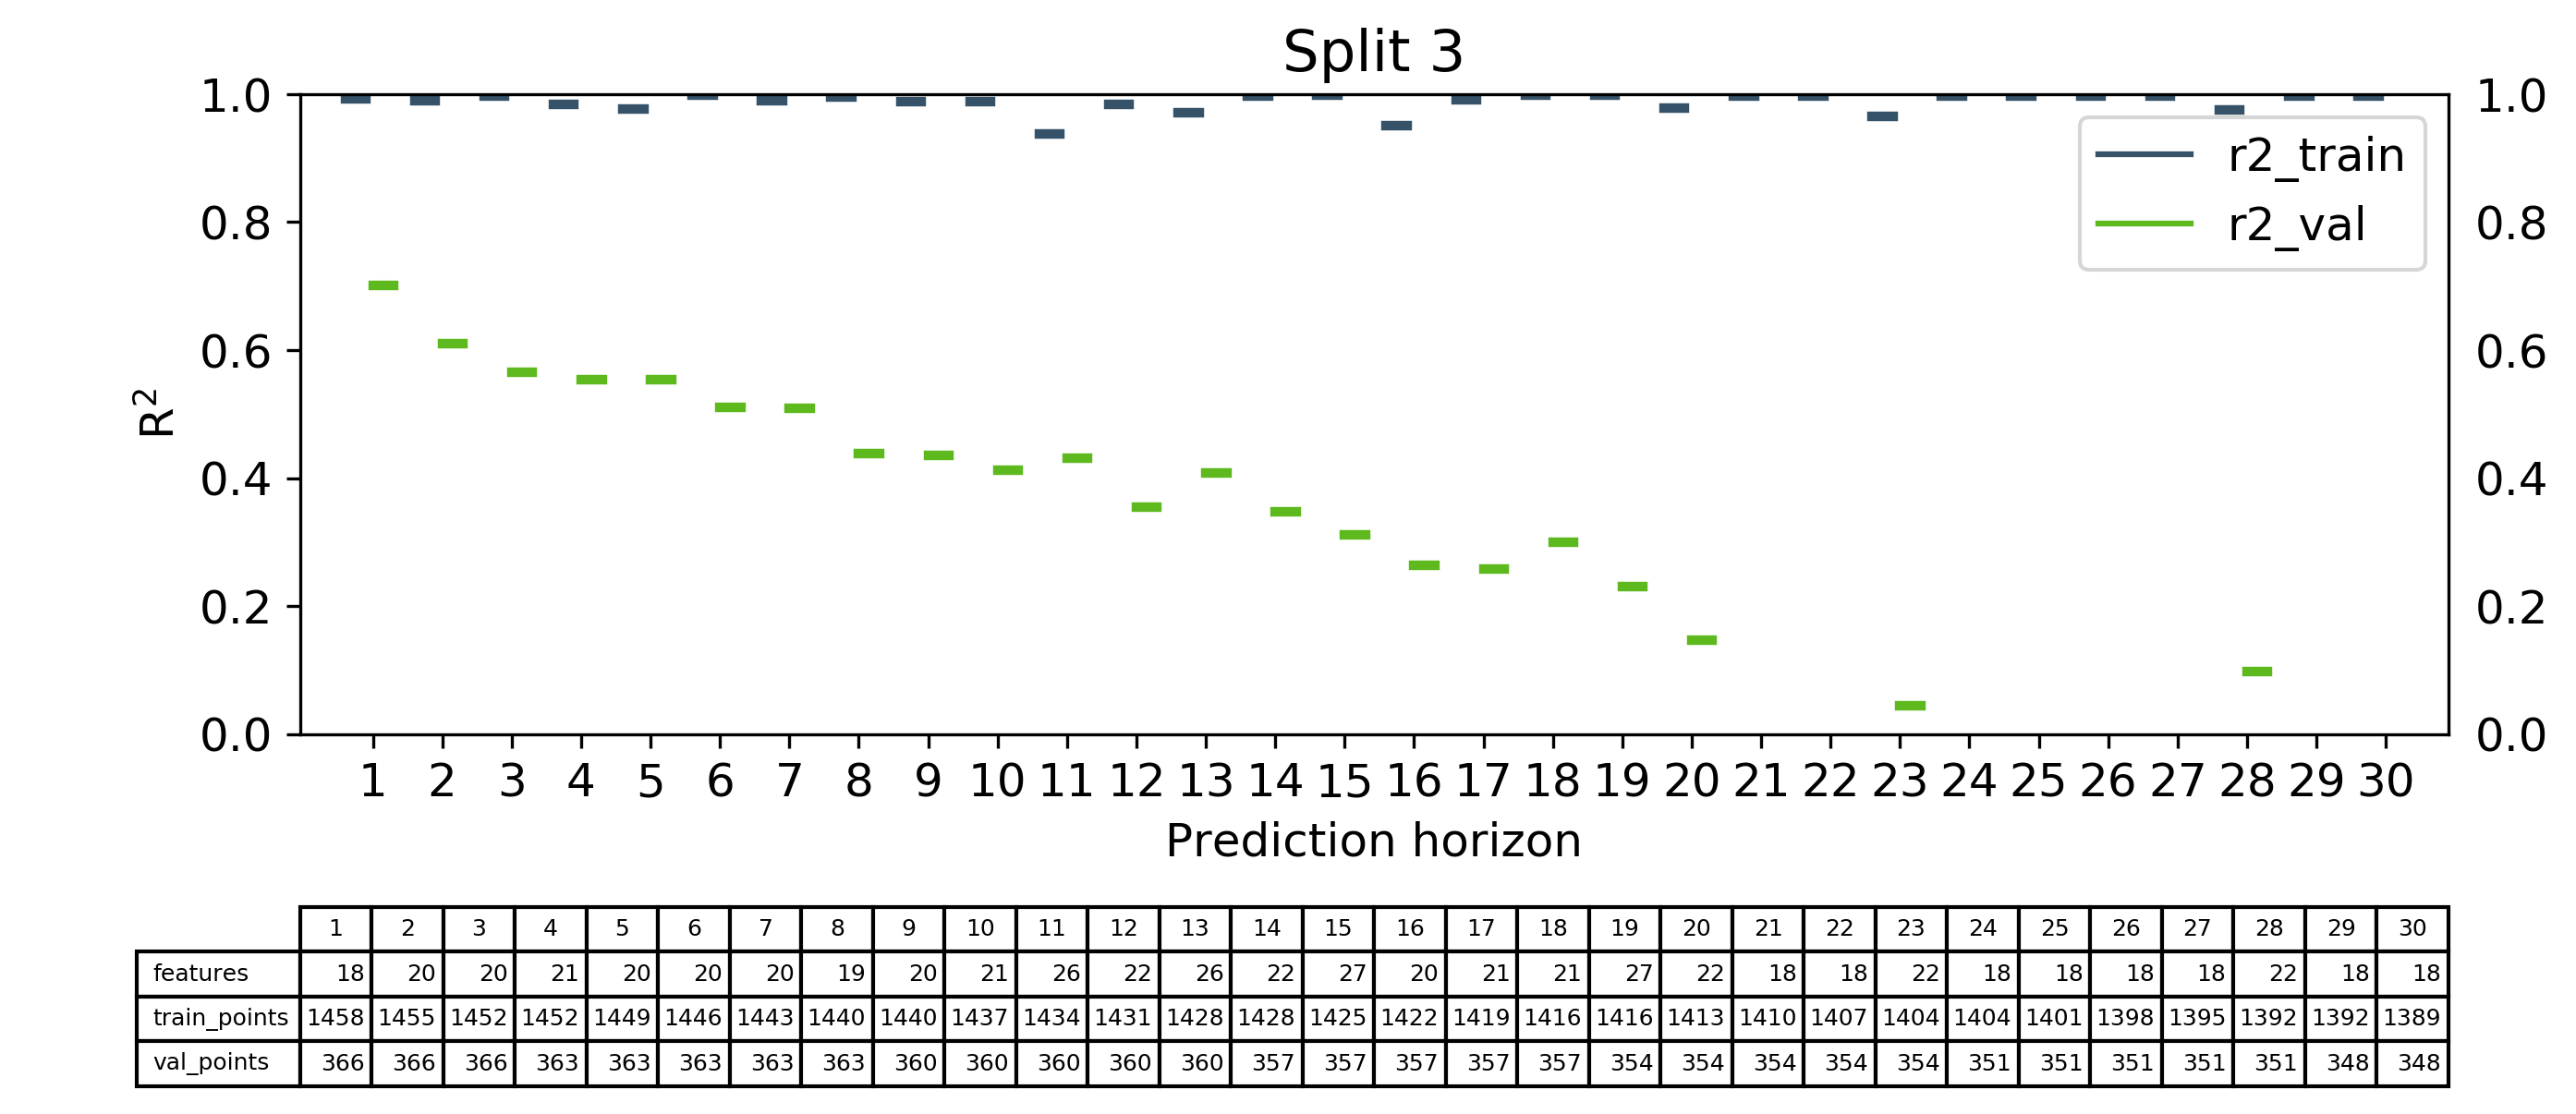 Split 3
1.0 1.0
r2_train
0.8 0.8
r2_val
0.6 0.6
R²
0.4 0.4
0.2 0.2
0.0 0.0
1 2 3 4 5 6 7 8 9 10 11 12 13 14 15 16 17 18 19 20 21 22 23 24 25 26 27 28 29 30
Prediction horizon
1 2 3 4 5 6 7 8 9 10 11 12 13 14 15 16 17 18 19 20 21 22 23 24 25 26 27 28 29 30
features 18 20 20 21 20 20 20 19 20 21 26 22 26 22 27 20 21 21 27 22 18 18 22 18 18 18 18 22 18 18
train_points 1458 1455 1452 1452 1449 1446 1443 1440 1440 1437 1434 1431 1428 1428 1425 1422 1419 1416 1416 1413 1410 1407 1404 1404 1401 1398 1395 1392 1392 1389
val_points 366 366 366 363 363 363 363 363 360 360 360 360 360 357 357 357 357 357 354 354 354 354 354 351 351 351 351 351 348 348